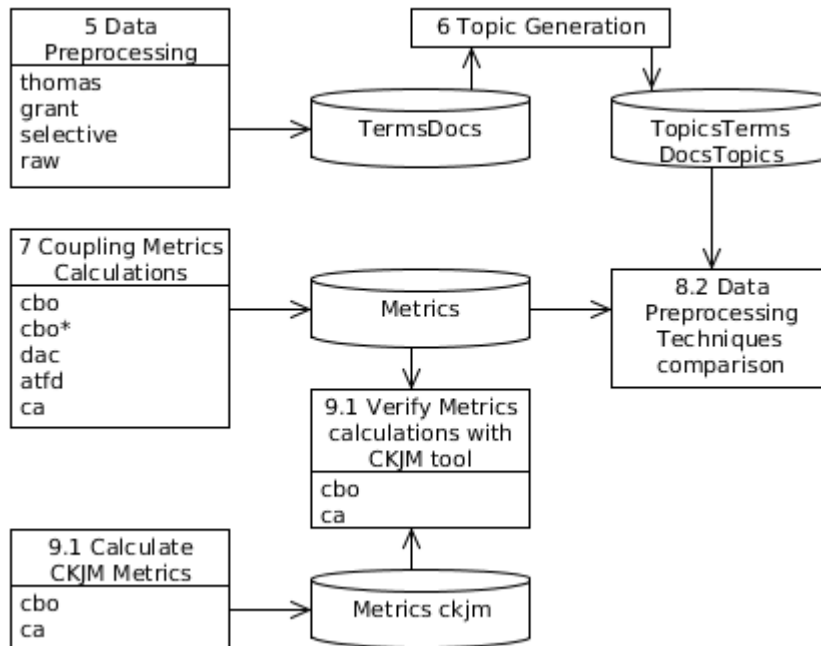 5 Data
Preprocessing
thomas
grant
selective
raw
6 Topic Generation
TermsDocs
TopicsTerms
DocsTopics
7 Coupling Metrics
Calculations
cbo
cbo*
dac
atfd
ca
Metrics
8.2 Data
Preprocessing
Techniques
comparison
9.1 Verify Metrics
calculations with
CKJM tool
cbo
ca
9.1 Calculate
CKJM Metrics
cbo
ca
Metrics ckjm